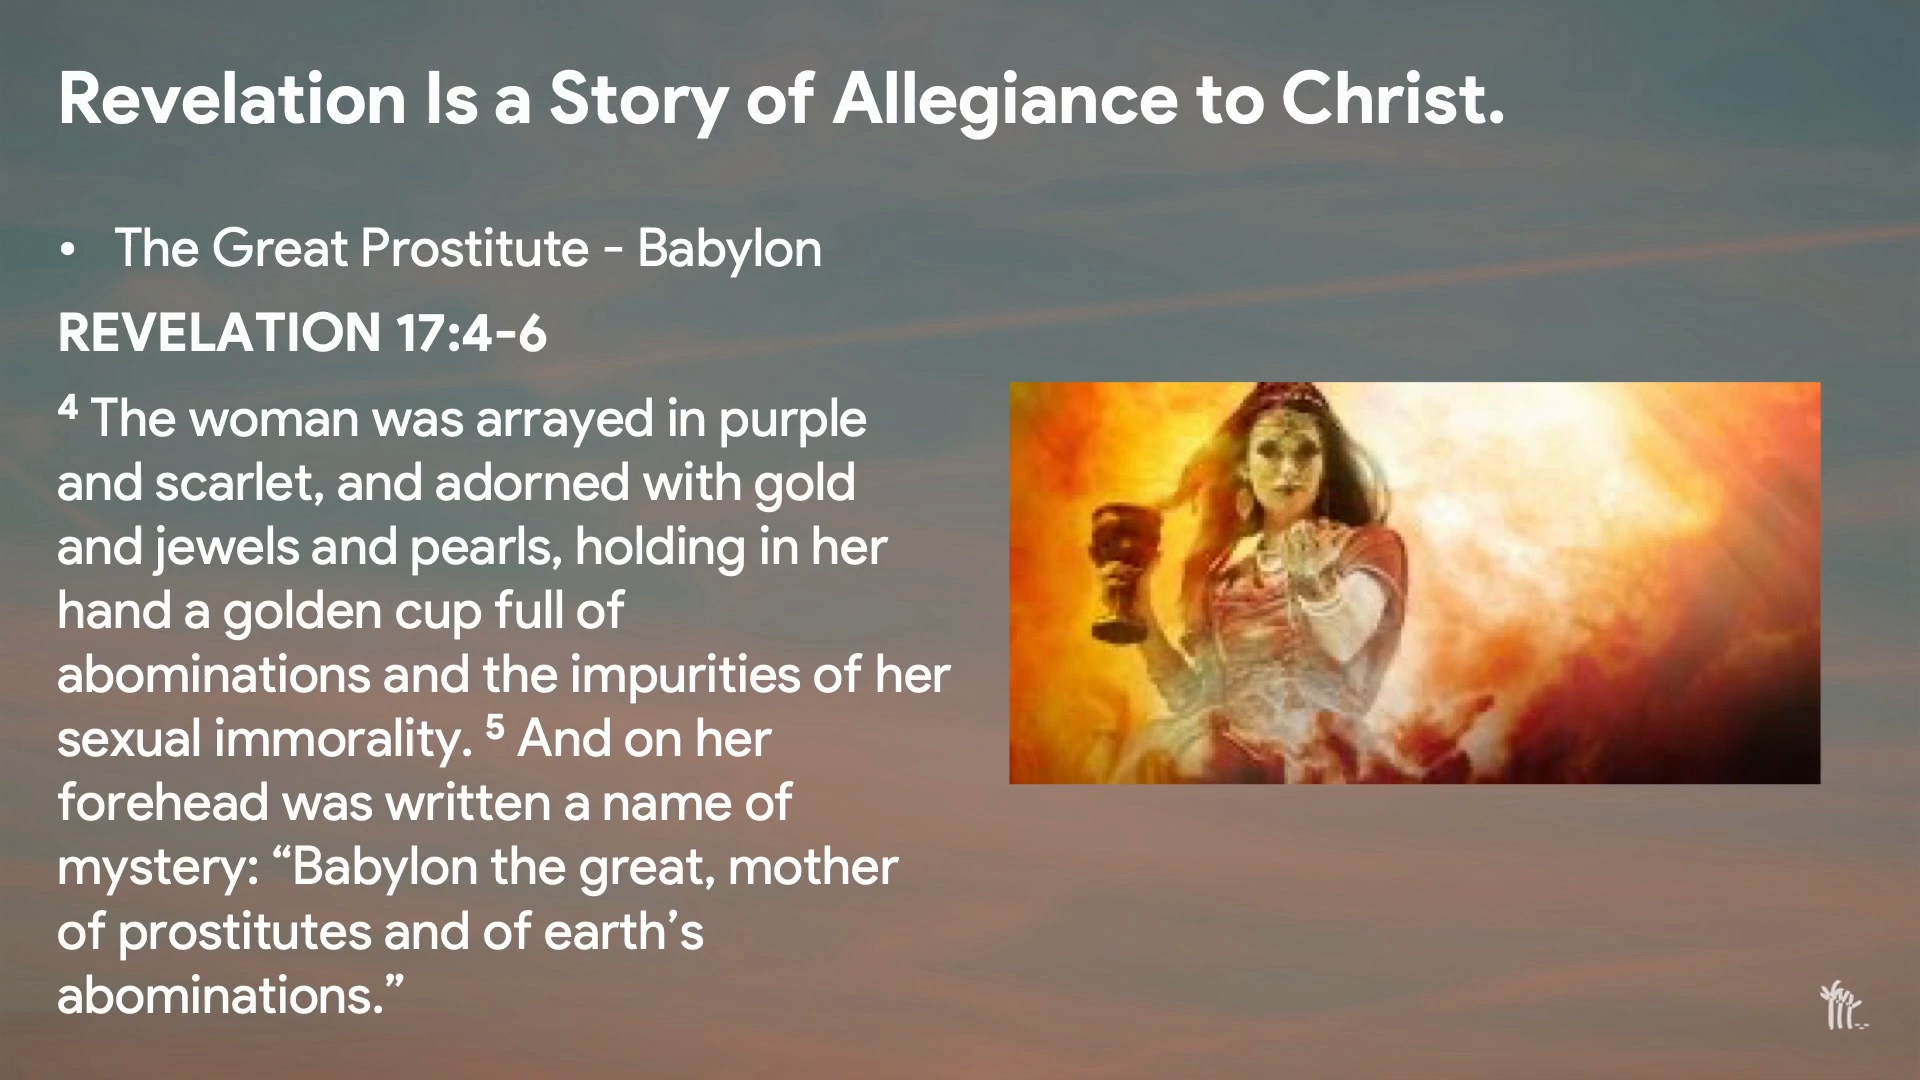 Revelation Is a Story of Allegiance to Christ.
• The Great Prostitute - Babylon
REVELATION 17:4-6
⁴ The woman was arrayed in purple
and scarlet, and adorned with gold
and jewels and pearls, holding in her
hand a golden cup full of
abominations and the impurities of her
sexual immorality. ⁵ And on her
forehead was written a name of
mystery: “Babylon the great, mother
of prostitutes and of earth’s
abominations.”